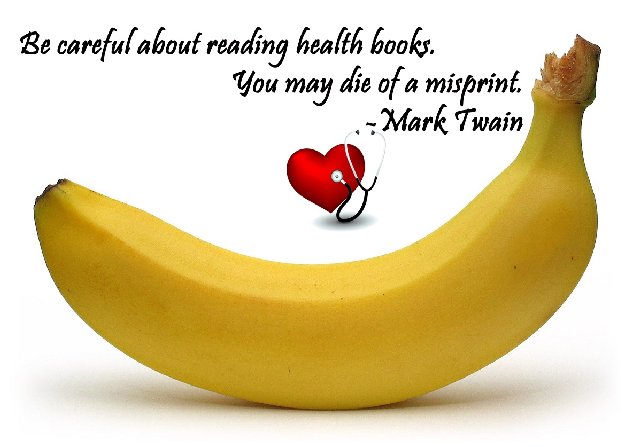 Be careful about reading health books.
You may die of a misprint.
~Mark Twain